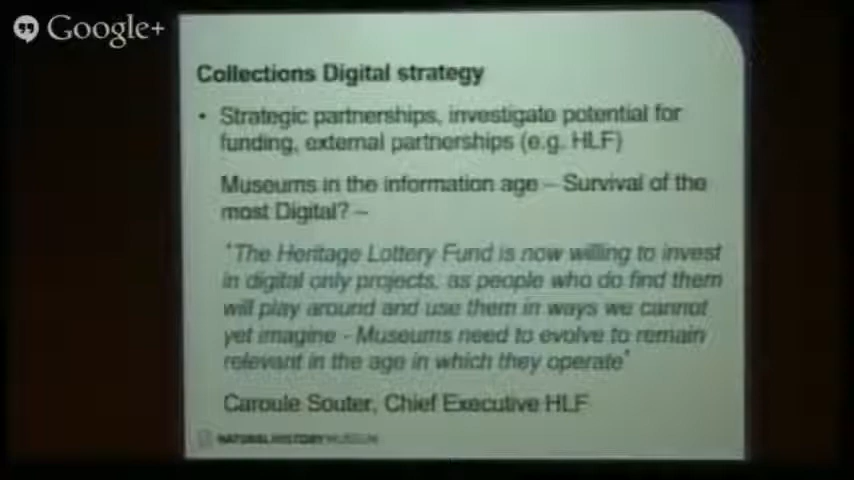 Google+
Collections Digital strategy
• Strategic partnerships, investigate potential for
funding, external partnerships (e.g. HLF)
Museums in the information age – Survival of the
most Digital? –
'The Heritage Lottery Fund is now willing to invest
in digital only projects, as people who do find them
will play around and use them in ways we cannot
yet imagine - Museums need to evolve to remain
relevant in the age in which they operate'
Caroule Souter, Chief Executive HLF
NATURAL HISTORY MUSEUM